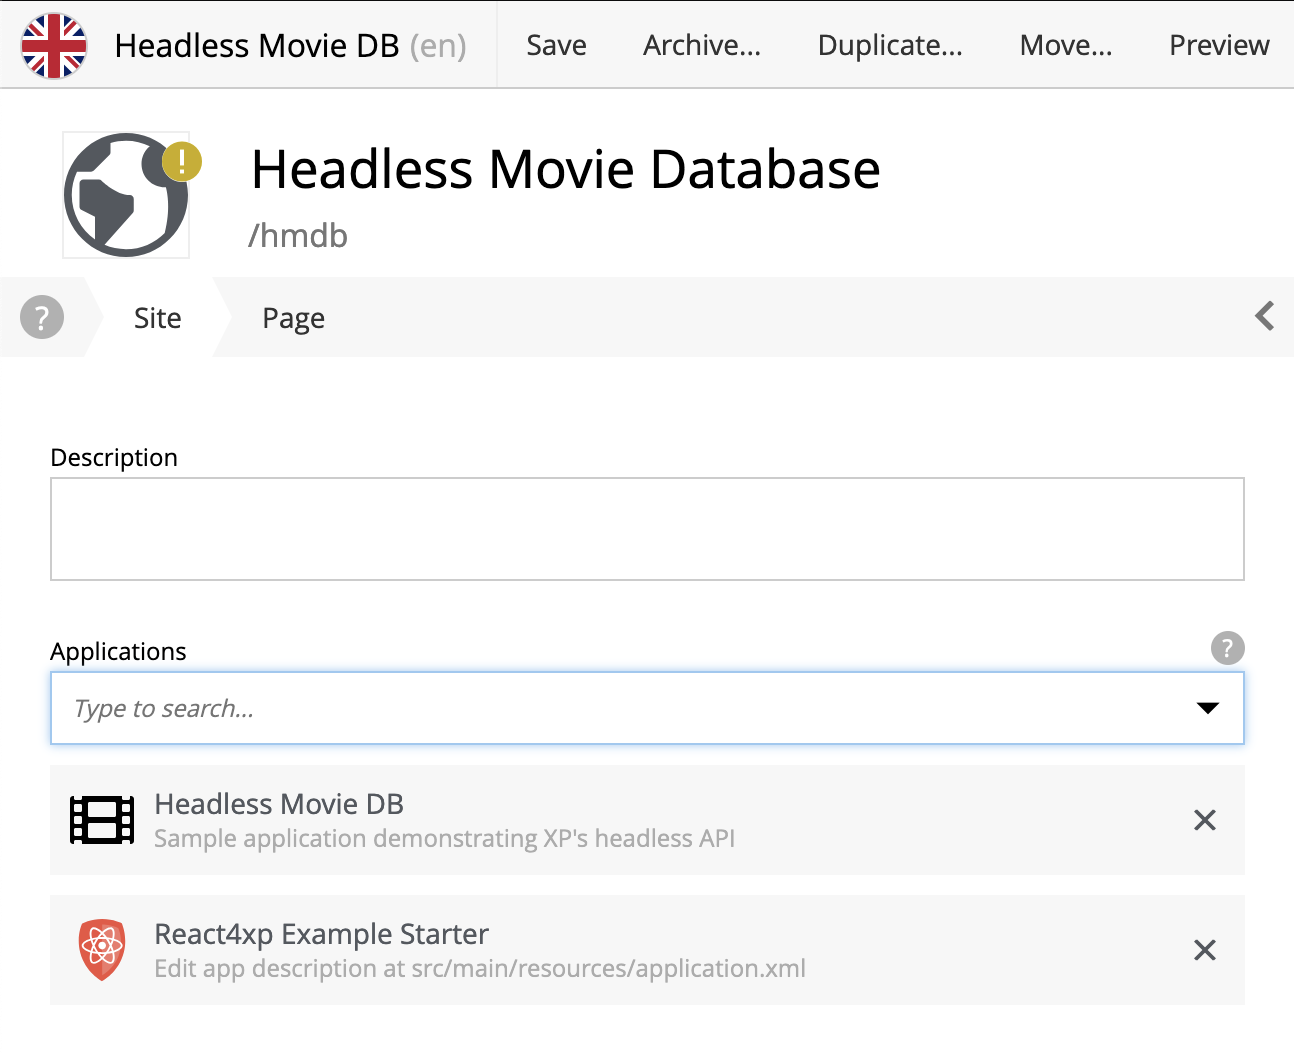 Headless Movie DB (en) Save Archive... Duplicate... Move... Preview
!
Headless Movie Database
/hmdb
? Site Page
Description
Applications ?
Type to search...
Headless Movie DB
Sample application demonstrating XP's headless API
React4xp Example Starter
Edit app description at src/main/resources/application.xml